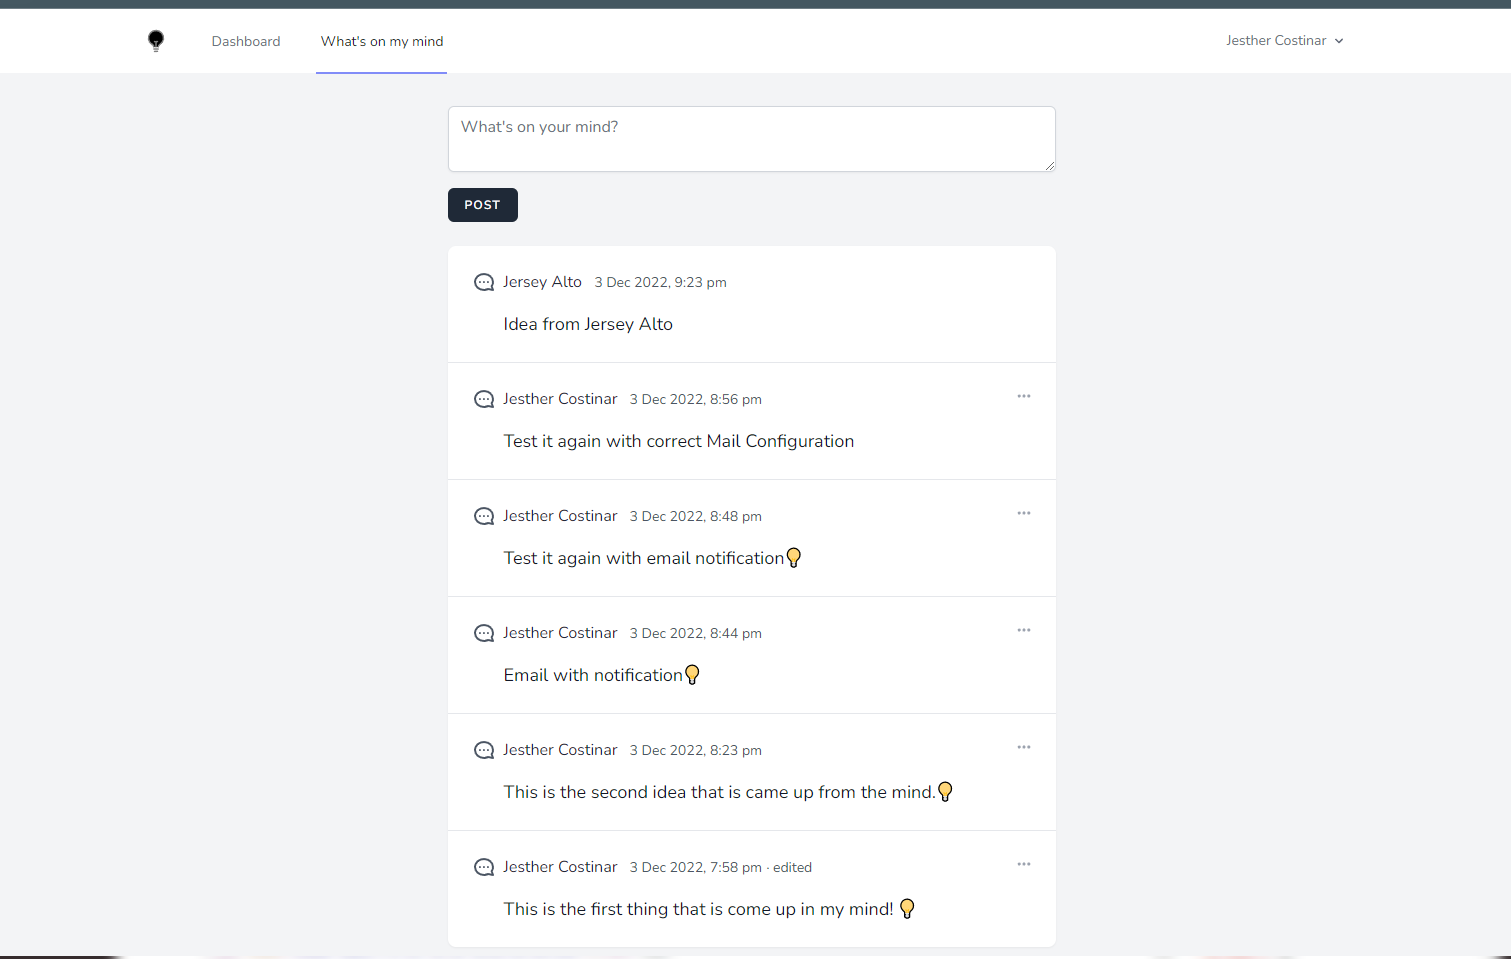 Dashboard What's on my mind Jesther Costinar
What's on your mind?
POST
Jersey Alto 3 Dec 2022, 9:23 pm
Idea from Jersey Alto
Jesther Costinar 3 Dec 2022, 8:56 pm
Test it again with correct Mail Configuration
Jesther Costinar 3 Dec 2022, 8:48 pm
Test it again with email notification💡
Jesther Costinar 3 Dec 2022, 8:44 pm
Email with notification💡
Jesther Costinar 3 Dec 2022, 8:23 pm
This is the second idea that is came up from the mind.💡
Jesther Costinar 3 Dec 2022, 7:58 pm · edited
This is the first thing that is come up in my mind! 💡